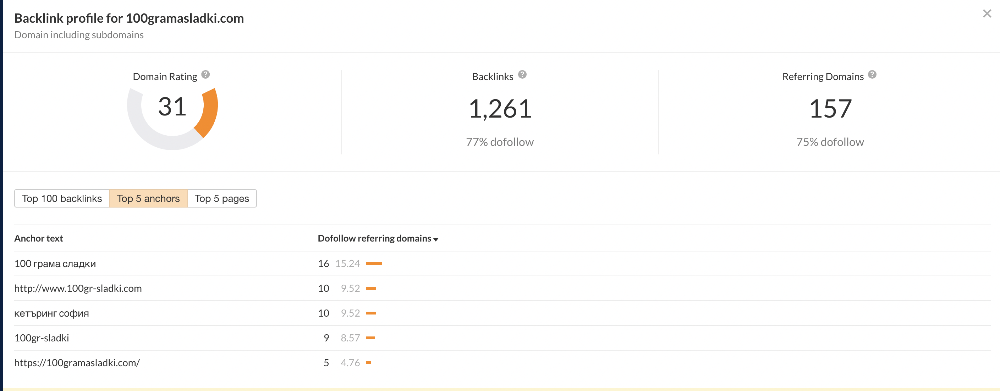 Backlink profile for 100gramasladki.com
Domain including subdomains
Domain Rating ?
31
Backlinks ?
1,261
77% dofollow
Referring Domains ?
157
75% dofollow
Top 100 backlinks Top 5 anchors Top 5 pages
Anchor text Dofollow referring domains
100 грама сладки 16 15.24
http://www.100gr-sladki.com 10 9.52
кетъринг софия 10 9.52
100gr-sladki 9 8.57
https://100gramasladki.com/ 5 4.76